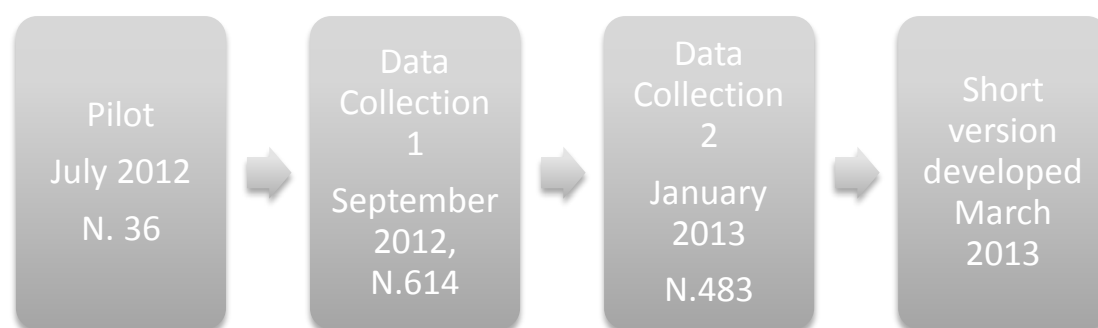 Pilot
July 2012
N. 36
Data
Collection
1
September
2012,
N.614
Data
Collection
2
January
2013
N.483
Short
version
developed
March
2013